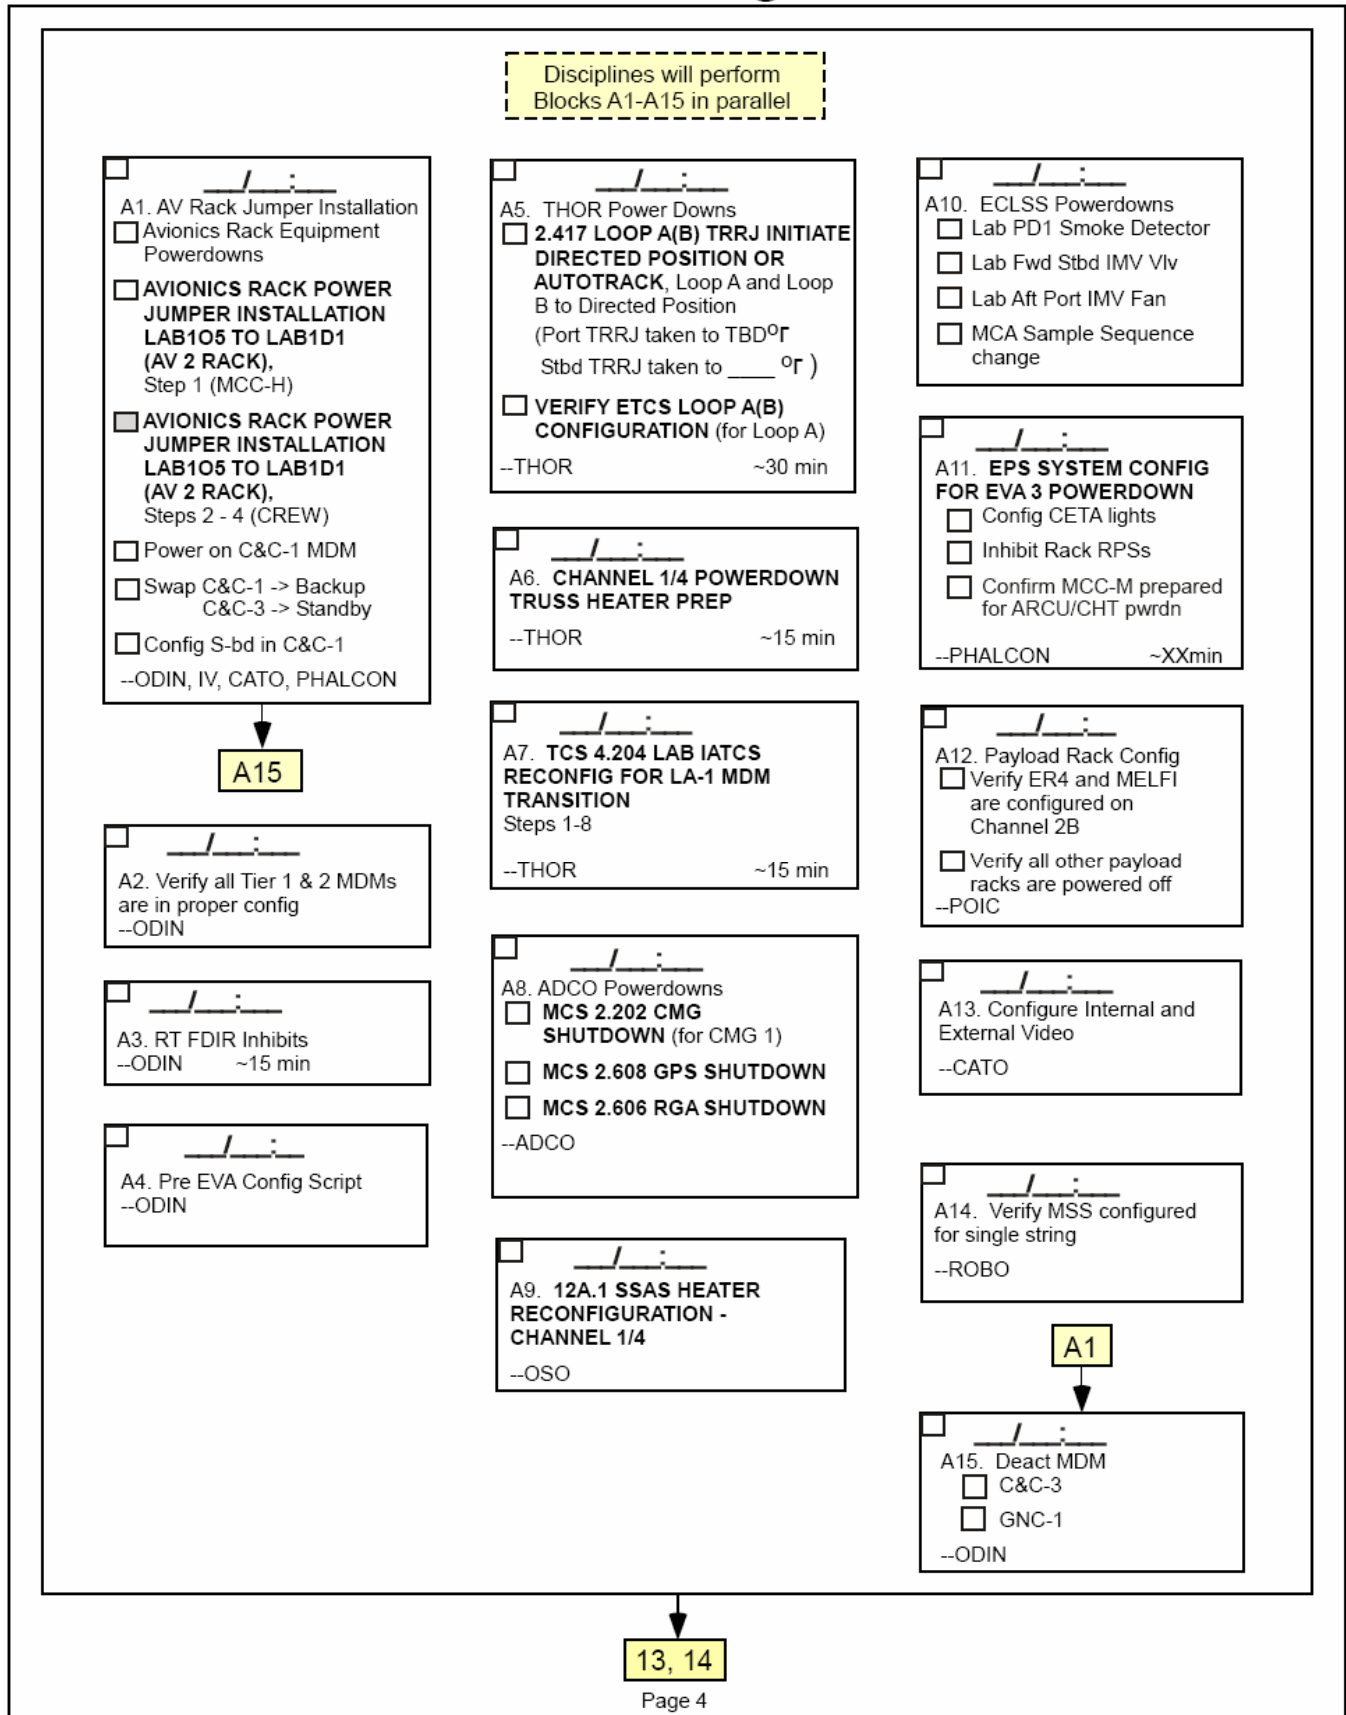 Disciplines will perform
Blocks A1-A15 in parallel
___/___:___
A1. AV Rack Jumper Installation
Avionics Rack Equipment
Powerdowns
AVIONICS RACK POWER
JUMPER INSTALLATION
LAB1O5 TO LAB1D1
(AV 2 RACK),
Step 1 (MCC-H)
AVIONICS RACK POWER
JUMPER INSTALLATION
LAB1O5 TO LAB1D1
(AV 2 RACK),
Steps 2 - 4 (CREW)
Power on C&C-1 MDM
Swap C&C-1 -> Backup
C&C-3 -> Standby
Config S-bd in C&C-1
--ODIN, IV, CATO, PHALCON
A15
___/___:___
A2. Verify all Tier 1 & 2 MDMs
are in proper config
--ODIN
___/___:___
A3. RT FDIR Inhibits
--ODIN ~15 min
___/___:__
A4. Pre EVA Config Script
--ODIN
___/___:___
A5. THOR Power Downs
2.417 LOOP A(B) TRRJ INITIATE
DIRECTED POSITION OR
AUTOTRACK, Loop A and Loop
B to Directed Position
(Port TRRJ taken to TBDºΓ
Stbd TRRJ taken to ____ ºΓ )
VERIFY ETCS LOOP A(B)
CONFIGURATION (for Loop A)
--THOR ~30 min
___/___:___
A6. CHANNEL 1/4 POWERDOWN
TRUSS HEATER PREP
--THOR ~15 min
___/___:___
A7. TCS 4.204 LAB IATCS
RECONFIG FOR LA-1 MDM
TRANSITION
Steps 1-8
--THOR ~15 min
___/___:___
A8. ADCO Powerdowns
MCS 2.202 CMG
SHUTDOWN (for CMG 1)
MCS 2.608 GPS SHUTDOWN
MCS 2.606 RGA SHUTDOWN
--ADCO
___/___:___
A9. 12A.1 SSAS HEATER
RECONFIGURATION -
CHANNEL 1/4
--OSO
___/___:___
A10. ECLSS Powerdowns
Lab PD1 Smoke Detector
Lab Fwd Stbd IMV Vlv
Lab Aft Port IMV Fan
MCA Sample Sequence
change
___/___:___
A11. EPS SYSTEM CONFIG
FOR EVA 3 POWERDOWN
Config CETA lights
Inhibit Rack RPSs
Confirm MCC-M prepared
for ARCU/CHT pwrdn
--PHALCON ~XXmin
___/___:__
A12. Payload Rack Config
Verify ER4 and MELFI
are configured on
Channel 2B
Verify all other payload
racks are powered off
--POIC
___/___:___
A13. Configure Internal and
External Video
--CATO
___/___:___
A14. Verify MSS configured
for single string
--ROBO
A1
___/___:___
A15. Deact MDM
C&C-3
GNC-1
--ODIN
13, 14
Page 4